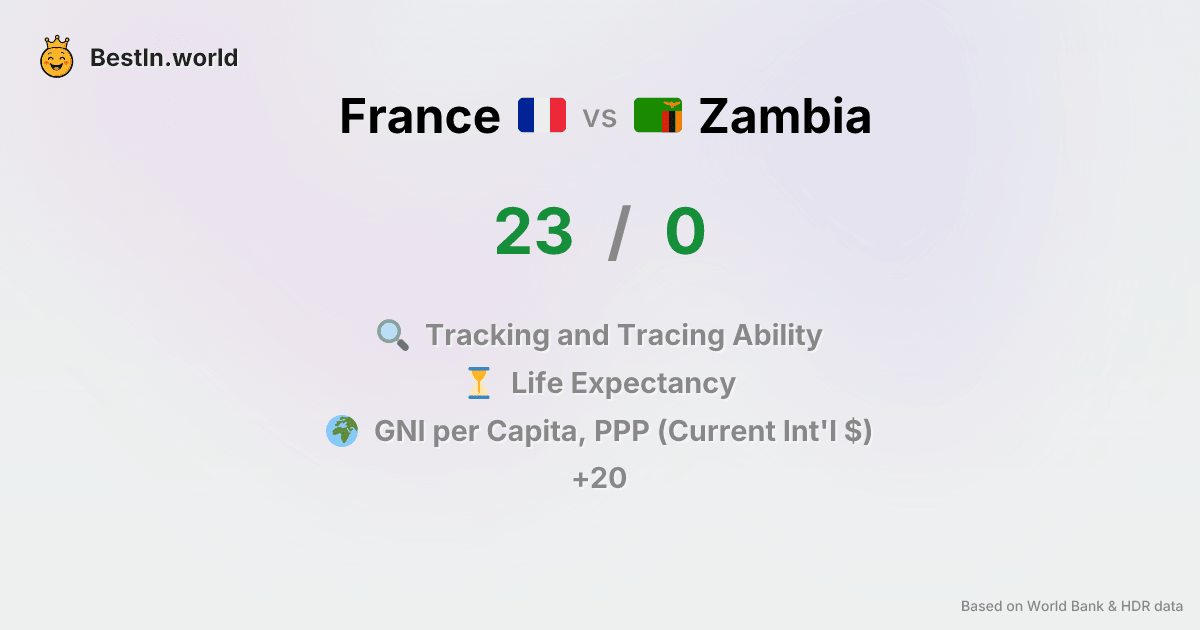 BestIn.world
France vs Zambia
23 / 0
Tracking and Tracing Ability
Life Expectancy
GNI per Capita, PPP (Current Int'l $)
+20
Based on World Bank & HDR data